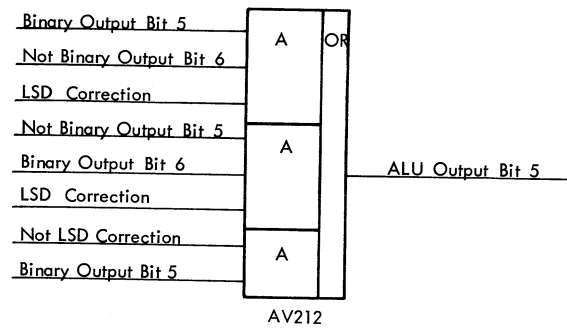 Binary Output Bit 5
A
OR
Not Binary Output Bit 6
LSD Correction
Not Binary Output Bit 5
A
Binary Output Bit 6
ALU Output Bit 5
LSD Correction
Not LSD Correction
A
Binary Output Bit 5
AV212